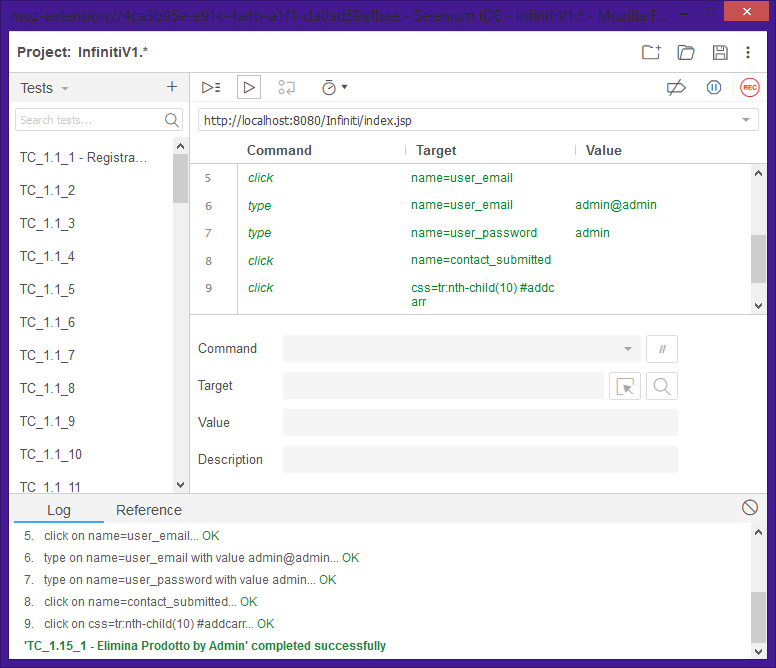 moz-extension://4ca3b95e-e91c-4a4b-a1f1-da0ad59afbae - Selenium IDE - InfinitiV1.* - Mozilla F...
Project: InfinitiV1.*
Tests
Search tests...
TC_1.1_1 - Registra...
TC_1.1_2
TC_1.1_3
TC_1.1_4
TC_1.1_5
TC_1.1_6
TC_1.1_7
TC_1.1_8
TC_1.1_9
TC_1.1_10
TC_1.1_11
REC
http://localhost:8080/Infiniti/index.jsp
Command Target Value
5 click name=user_email
6 type name=user_email admin@admin
7 type name=user_password admin
8 click name=contact_submitted
9 click css=tr:nth-child(10) #addc
arr
Command //
Target
Value
Description
Log Reference
5. click on name=user_email... OK
6. type on name=user_email with value admin@admin... OK
7. type on name=user_password with value admin... OK
8. click on name=contact_submitted... OK
9. click on css=tr:nth-child(10) #addcarr... OK
'TC_1.15_1 - Elimina Prodotto by Admin' completed successfully